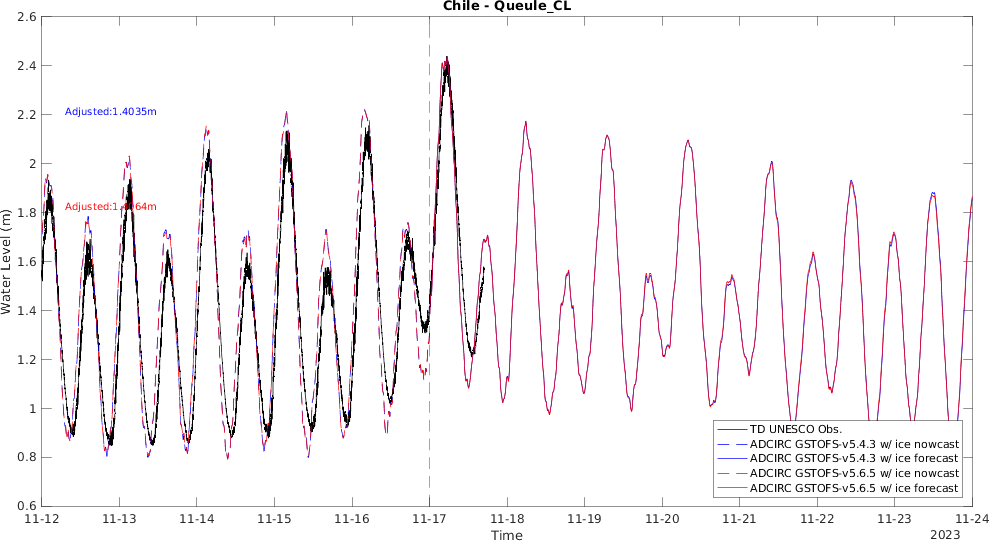 Chile - Queule_CL
2.6
2.4
2.2
2
1.8
1.6
1.4
1.2
1
0.8
0.6
Water Level (m)
Adjusted:1.4035m
TD UNESCO Obs.
ADCIRC GSTOFS-v5.4.3 w/ ice nowcast
ADCIRC GSTOFS-v5.4.3 w/ ice forecast
ADCIRC GSTOFS-v5.6.5 w/ ice nowcast
ADCIRC GSTOFS-v5.6.5 w/ ice forecast
11-12 11-13 11-14 11-15 11-16 11-17 11-18 11-19 11-20 11-21 11-22 11-23 11-24
Time
2023